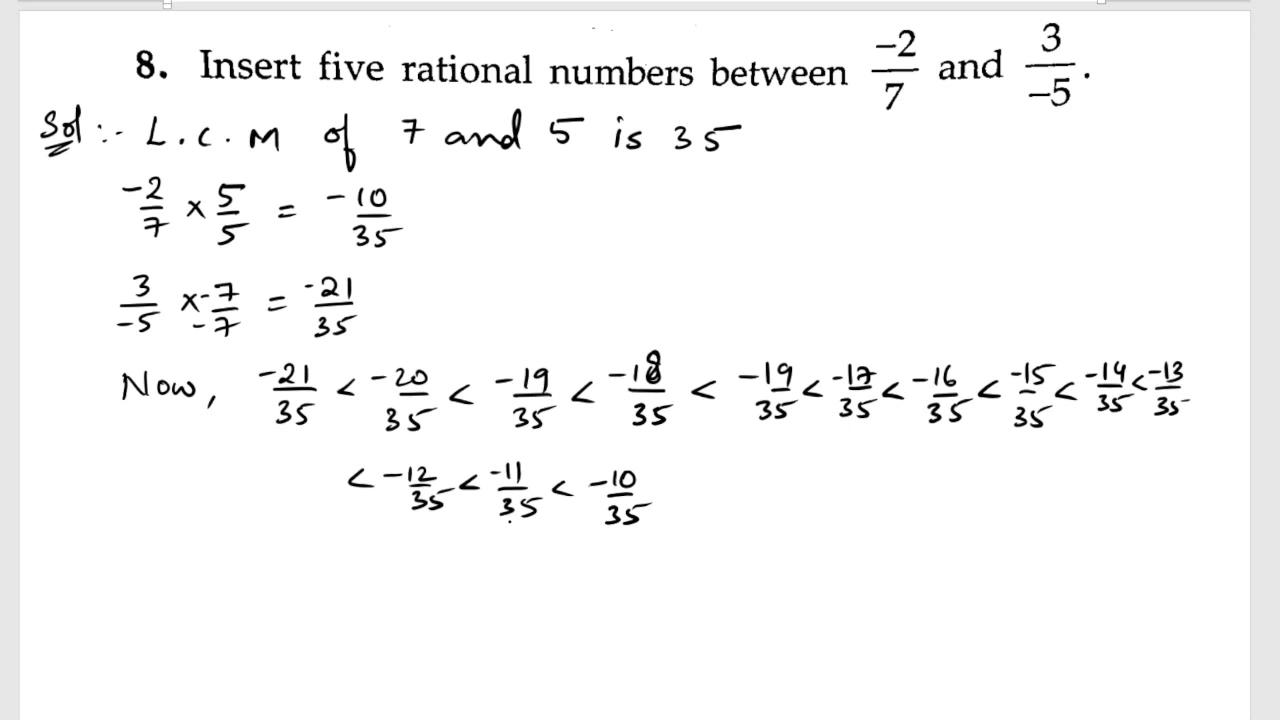 8. Insert five rational numbers between -2/7 and 3/-5.
Sol :- L.C.M of 7 and 5 is 35
-2/7 × 5/5 = -10/35
3/-5 × -7/-7 = -21/35
Now, -21/35 < -20/35 < -19/35 < -18/35 < -19/35 < -17/35 < -16/35 < -15/35 < -14/35 < -13/35
< -12/35 < -11/35 < -10/35